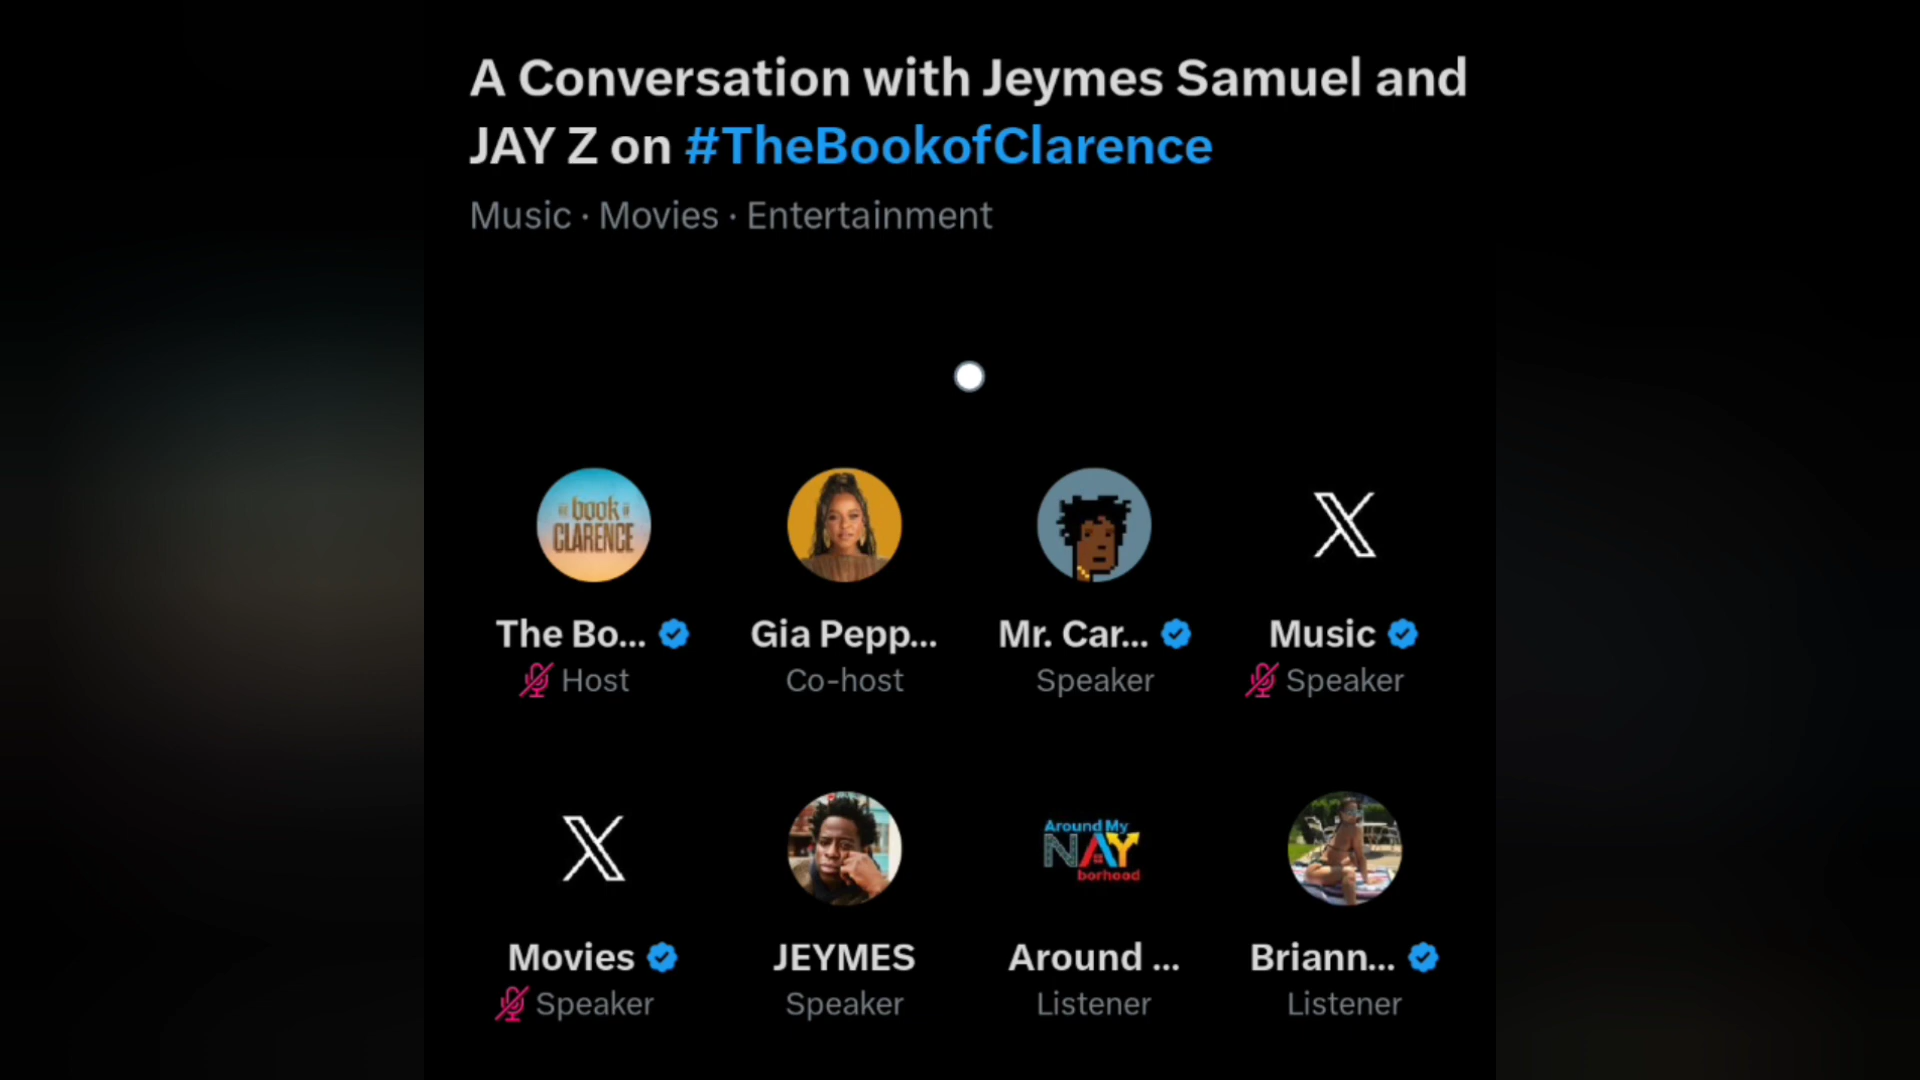 A Conversation with Jeymes Samuel and
JAY Z on #TheBookofClarence
Music · Movies · Entertainment
book
CLARENCE
The Bo...
Gia Pepp...
Mr. Car...
Music
Host
Co-host
Speaker
Speaker
Around My
NAY
borhood
Movies
JEYMES
Around ...
Briann...
Speaker
Speaker
Listener
Listener